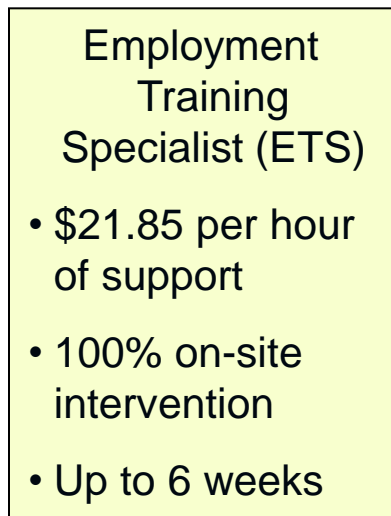 Employment
Training
Specialist (ETS)
• $21.85 per hour
of support
• 100% on-site
intervention
• Up to 6 weeks